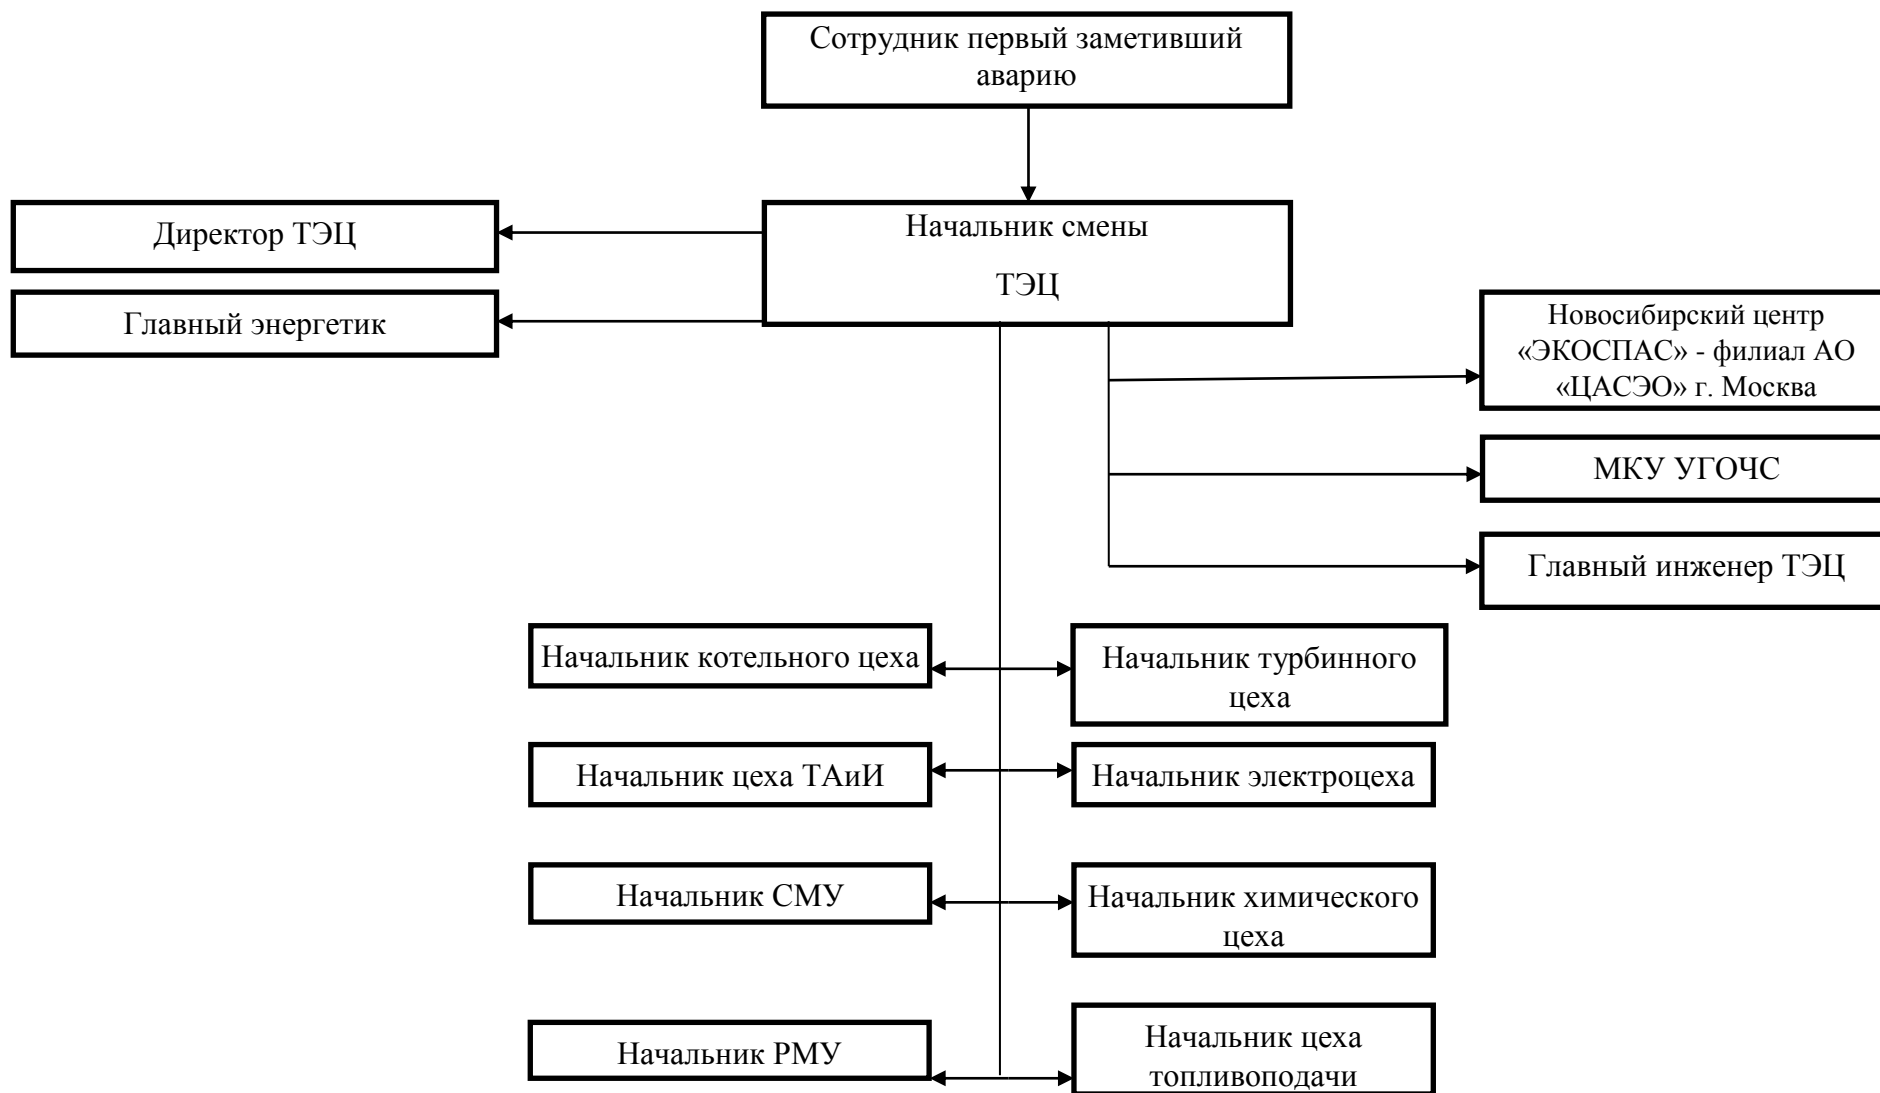 Сотрудник первый заметивший
аварию
Директор ТЭЦ
Начальник смены
ТЭЦ
Главный энергетик
Новосибирский центр
«ЭКОСПАС» - филиал АО
«ЦАСЭО» г. Москва
МКУ УГОЧС
Главный инженер ТЭЦ
Начальник котельного цеха
Начальник турбинного
цеха
Начальник цеха ТАиИ
Начальник электроцеха
Начальник СМУ
Начальник химического
цеха
Начальник РМУ
Начальник цеха
топливоподачи